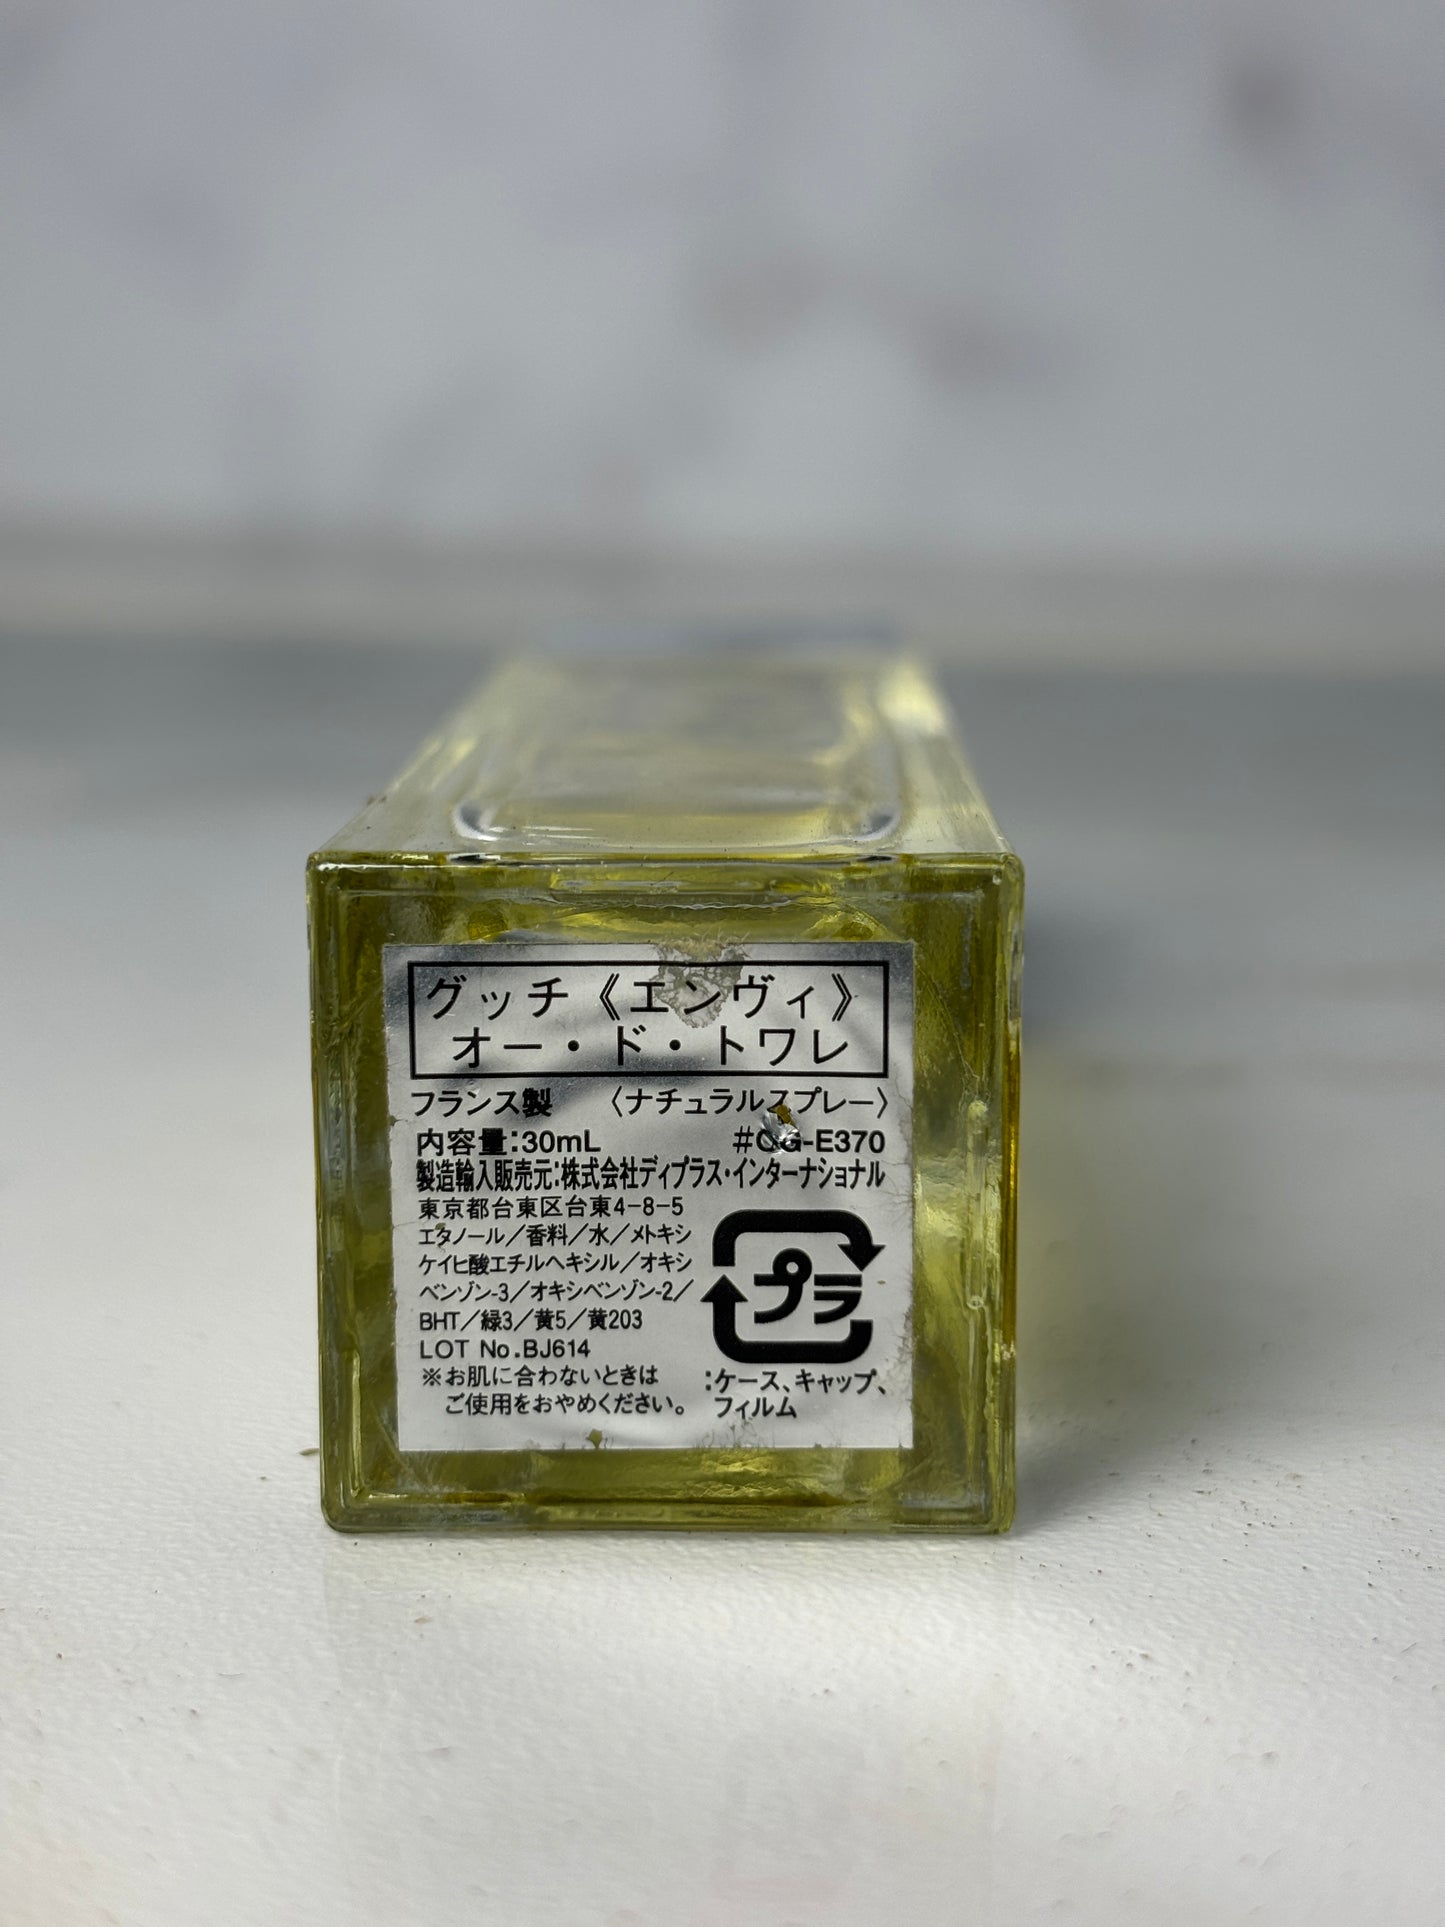 グッチ《エンヴィ》
オー・ド・トワレ
フランス製 〈ナチュラルスプレー〉
内容量:30mL #OG-E370
製造輸入販売元:株式会社ディプラス・インターナショナル
東京都台東区台東4-8-5
エタノール／香料／水／メトキシ
ケイヒ酸エチルヘキシル／オキシ
ベンゾン-3／オキシベンゾン-2／
BHT／緑3／黄5／黄203
LOT No.BJ614
※お肌に合わないときは
ご使用をおやめください。
プラ
:ケース、キャップ、
フィルム